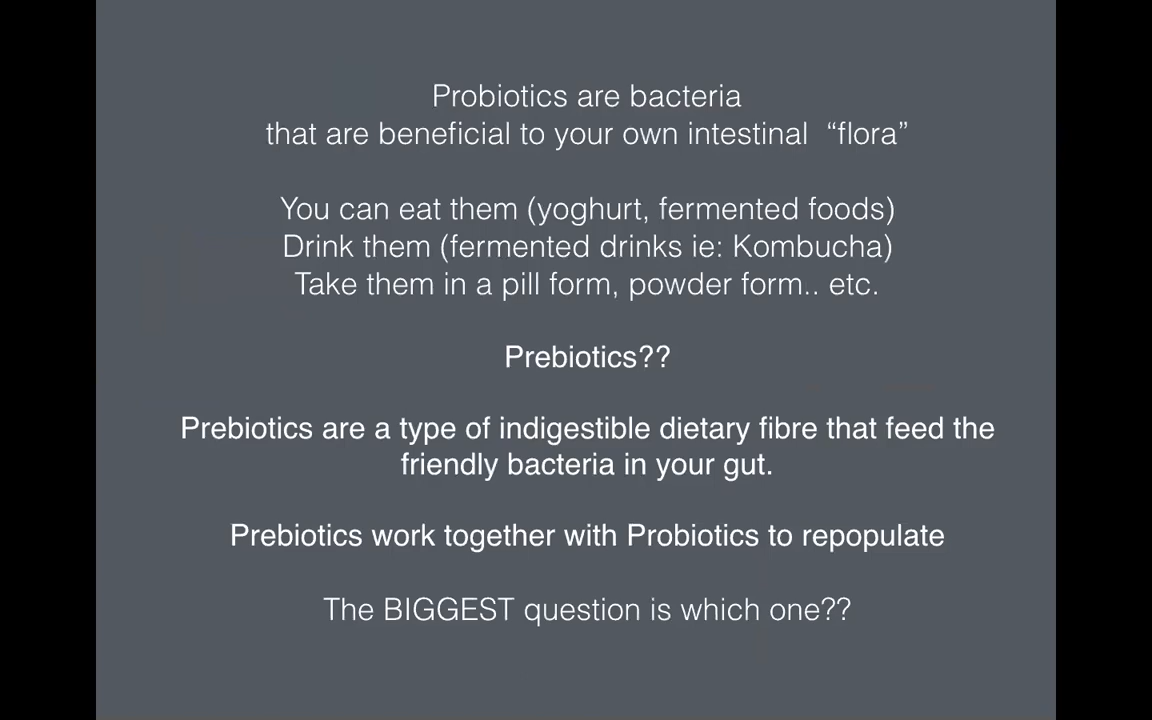 Probiotics are bacteria
that are beneficial to your own intestinal “flora”
You can eat them (yoghurt, fermented foods)
Drink them (fermented drinks ie: Kombucha)
Take them in a pill form, powder form.. etc.
Prebiotics??
Prebiotics are a type of indigestible dietary fibre that feed the
friendly bacteria in your gut.
Prebiotics work together with Probiotics to repopulate
The BIGGEST question is which one??